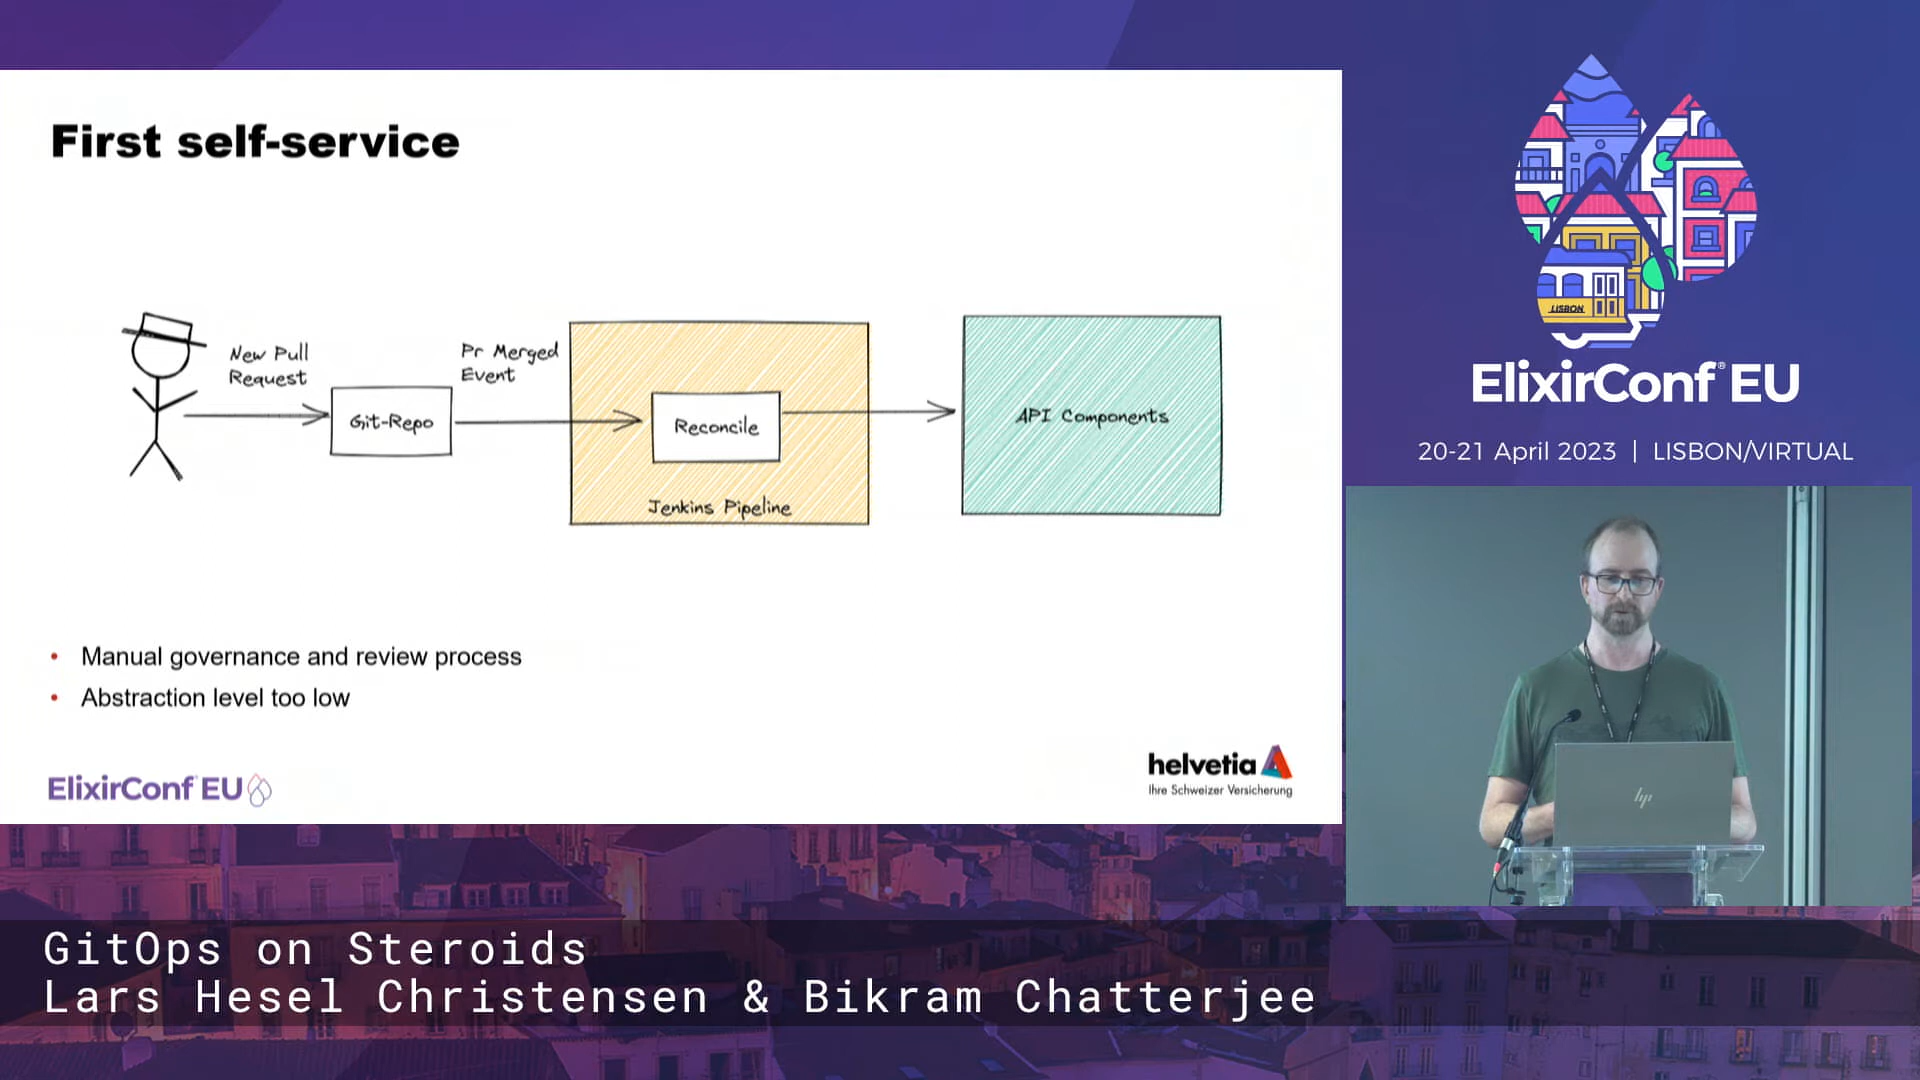 First self-service
New Pull
Request
Git-Repo
Pr Merged
Event
Reconcile
Jenkins Pipeline
API Components
• Manual governance and review process
• Abstraction level too low
ElixirConf EU
helvetia
Ihre Schweizer Versicherung
LISBON
ElixirConf® EU
20-21 April 2023 | LISBON/VIRTUAL
hp
GitOps on Steroids
Lars Hesel Christensen & Bikram Chatterjee